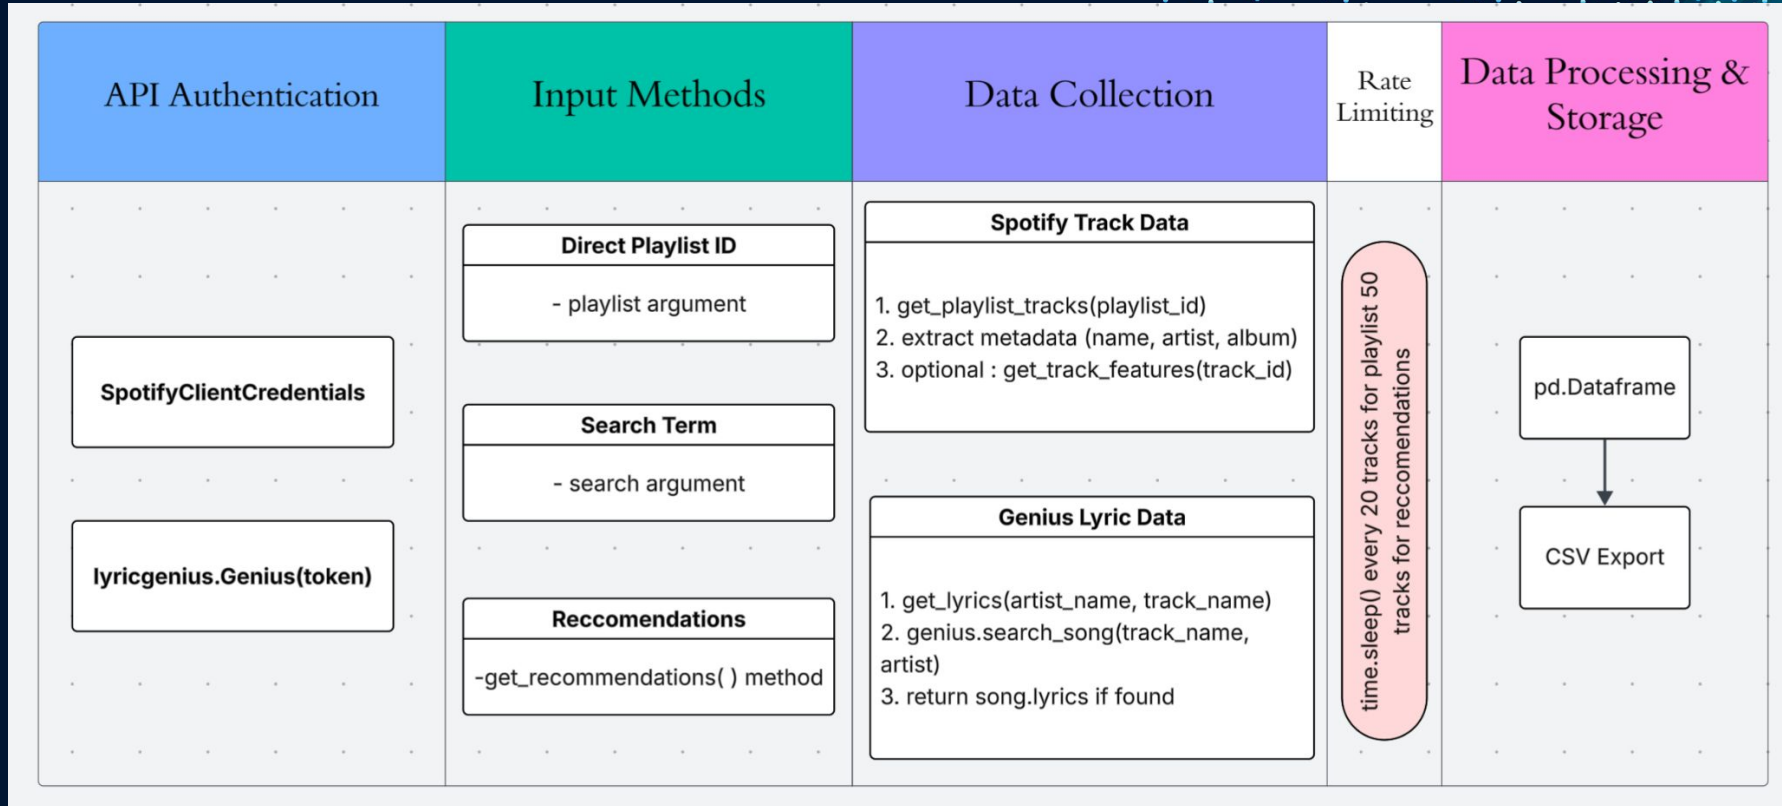 API Authentication
Input Methods
Data Collection
Rate
Limiting
Data Processing &
Storage
SpotifyClientCredentials
lyricgenius.Genius(token)
Direct Playlist ID
- playlist argument
Search Term
- search argument
Reccomendations
-get_recommendations( ) method
Spotify Track Data
1. get_playlist_tracks(playlist_id)
2. extract metadata (name, artist, album)
3. optional : get_track_features(track_id)
Genius Lyric Data
1. get_lyrics(artist_name, track_name)
2. genius.search_song(track_name,
artist)
3. return song.lyrics if found
time.sleep() every 20 tracks for playlist 50
tracks for reccomendations
pd.Dataframe
CSV Export